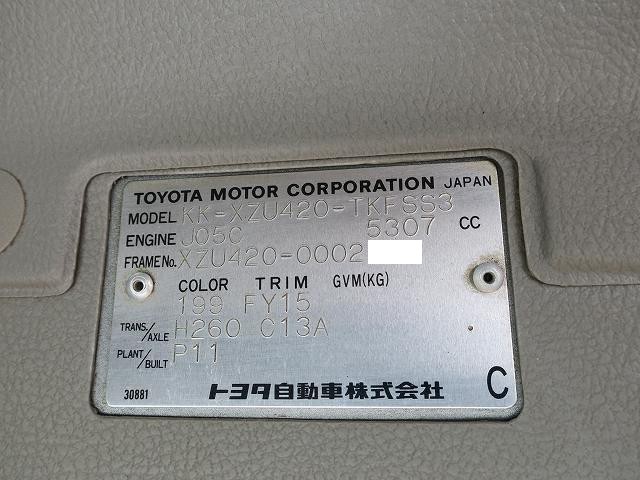 TOYOTA MOTOR CORPORATION JAPAN
MODEL KK-XZU420-TKFSS3
ENGINE J05C 5307 CC
FRAME No. XZU420-0002
COLOR TRIM GVM(KG)
199 FY15
TRANS./AXLE H260 C13A
PLANT/BUILT P11
30881 トヨタ自動車株式会社 C